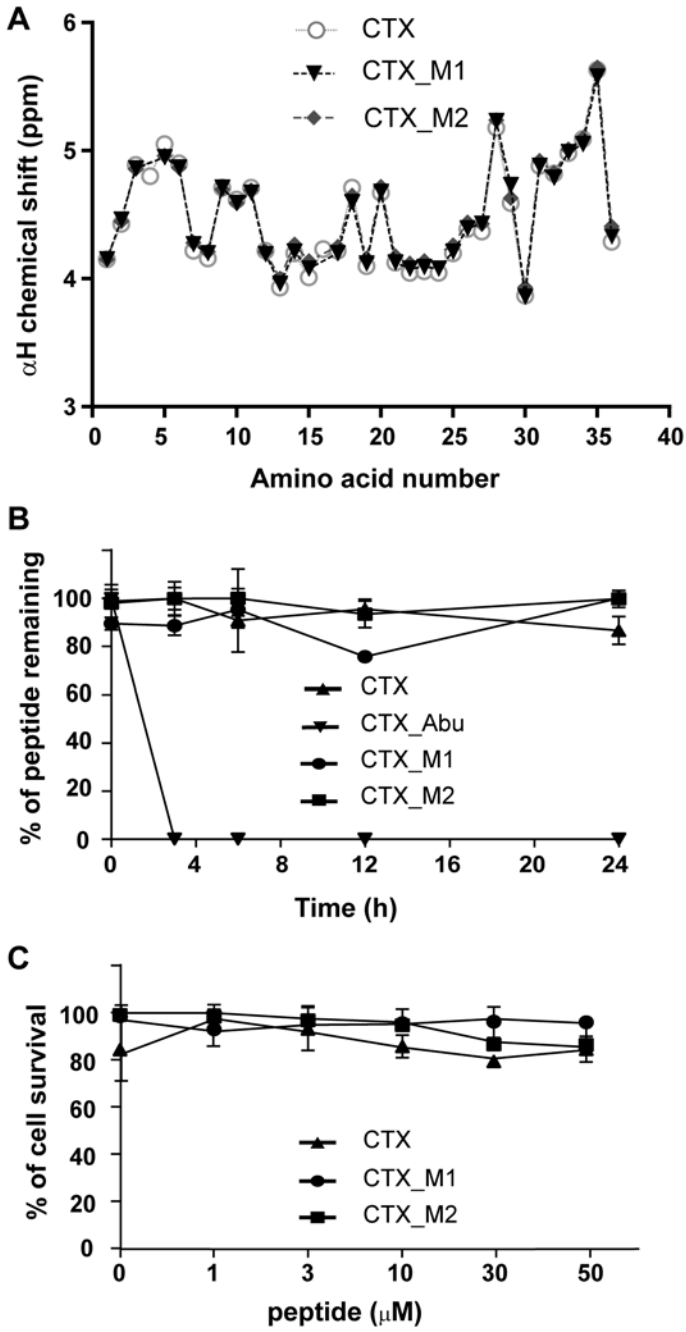 A
CTX
CTX_M1
CTX_M2
αH chemical shift (ppm)
6
5
4
3
0 5 10 15 20 25 30 35 40
Amino acid number
B
% of peptide remaining
100
80
60
40
20
0
CTX
CTX_Abu
CTX_M1
CTX_M2
0 4 8 12 16 20 24
Time (h)
C
% of cell survival
100
80
60
40
20
0
CTX
CTX_M1
CTX_M2
0 1 3 10 30 50
peptide (μM)